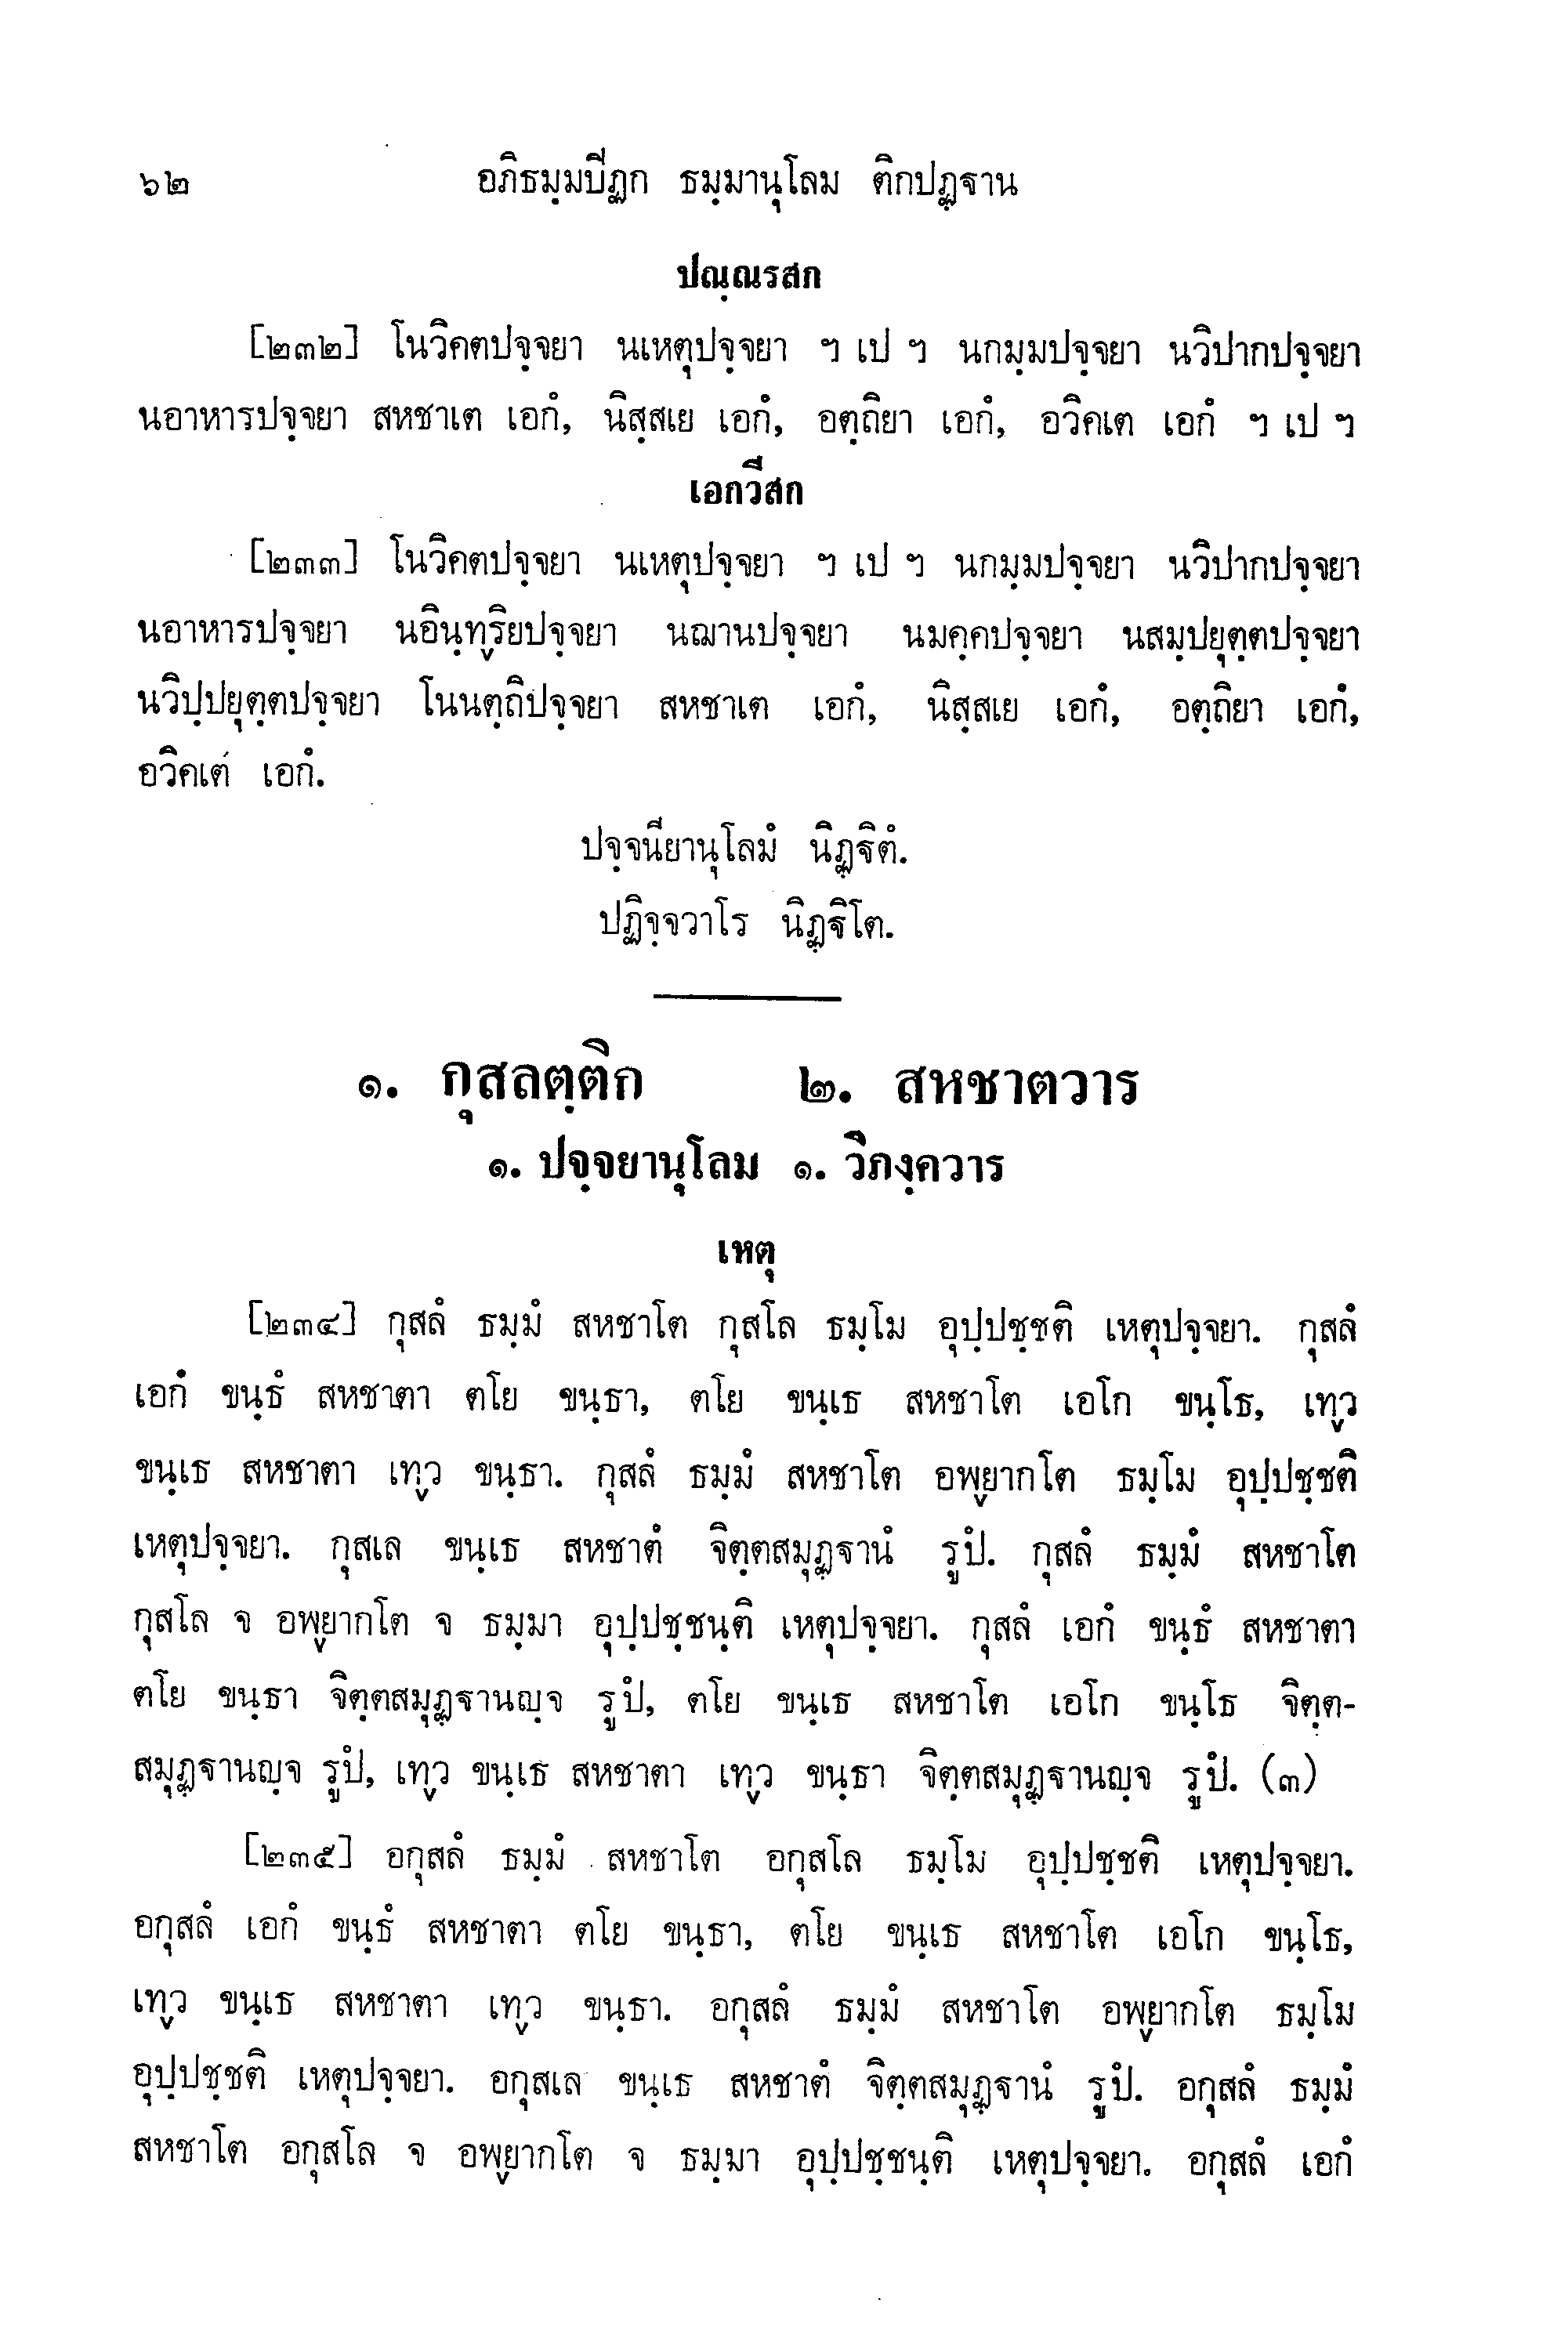 ๖๒ อภิธมฺมปีฏก ธมฺมานุโลม ติกปฏฺฐาน
ปณฺณรสก
[๒๓๒] โนวิคตปจฺจยา นเหตุปจฺจยา ฯ เป ฯ นกมฺมปจฺจยา นวิปากปจฺจยา
นอาหารปจฺจยา สหชาเต เอกํ, นิสฺสเย เอกํ, อตฺถิยา เอกํ, อวิคเต เอกํ ฯ เป ฯ
เอกวีสก
[๒๓๓] โนวิคตปจฺจยา นเหตุปจฺจยา ฯ เป ฯ นกมฺมปจฺจยา นวิปากปจฺจยา
นอาหารปจฺจยา นอินฺทฺริยปจฺจยา นฌานปจฺจยา นมคฺคปจฺจยา นสมฺปยุตฺตปจฺจยา
นวิปฺปยุตฺตปจฺจยา โนนตฺถิปจฺจยา สหชาเต เอกํ, นิสฺสเย เอกํ, อตฺถิยา เอกํ,
อวิคเต เอกํ.
ปจฺจนียานุโลมํ นิฏฺฐิตํ.
ปฏิจฺจวาโร นิฏฺฐิโต.
๑. กุสลตฺติก ๒. สหชาตวาร
๑. ปจฺจยานุโลม ๑. วิภงฺควาร
เหตุ
[๒๓๔] กุสลํ ธมฺมํ สหชาโต กุสโล ธมฺโม อุปฺปชฺชติ เหตุปจฺจยา. กุสลํ
เอกํ ขนฺธํ สหชาตา ตโย ขนฺธา, ตโย ขนฺเธ สหชาโต เอโก ขนฺโธ, เทฺว
ขนฺเธ สหชาตา เทฺว ขนฺธา. กุสลํ ธมฺมํ สหชาโต อพฺยากโต ธมฺโม อุปฺปชฺชติ
เหตุปจฺจยา. กุสเล ขนฺเธ สหชาตํ จิตฺตสมุฏฺฐานํ รูปํ. กุสลํ ธมฺมํ สหชาโต
กุสโล จ อพฺยากโต จ ธมฺมา อุปฺปชฺชนฺติ เหตุปจฺจยา. กุสลํ เอกํ ขนฺธํ สหชาตา
ตโย ขนฺธา จิตฺตสมุฏฺฐานญฺจ รูปํ, ตโย ขนฺเธ สหชาโต เอโก ขนฺโธ จิตฺต-
สมุฏฺฐานญฺจ รูปํ, เทฺว ขนฺเธ สหชาตา เทฺว ขนฺธา จิตฺตสมุฏฺฐานญฺจ รูปํ. (๓)
[๒๓๕] อกุสลํ ธมฺมํ สหชาโต อกุสโล ธมฺโม อุปฺปชฺชติ เหตุปจฺจยา.
อกุสลํ เอกํ ขนฺธํ สหชาตา ตโย ขนฺธา, ตโย ขนฺเธ สหชาโต เอโก ขนฺโธ,
เทฺว ขนฺเธ สหชาตา เทฺว ขนฺธา. อกุสลํ ธมฺมํ สหชาโต อพฺยากโต ธมฺโม
อุปฺปชฺชติ เหตุปจฺจยา. อกุสเล ขนฺเธ สหชาตํ จิตฺตสมุฏฺฐานํ รูปํ. อกุสลํ ธมฺมํ
สหชาโต อกุสโล จ อพฺยากโต จ ธมฺมา อุปฺปชฺชนฺติ เหตุปจฺจยา. อกุสลํ เอกํ